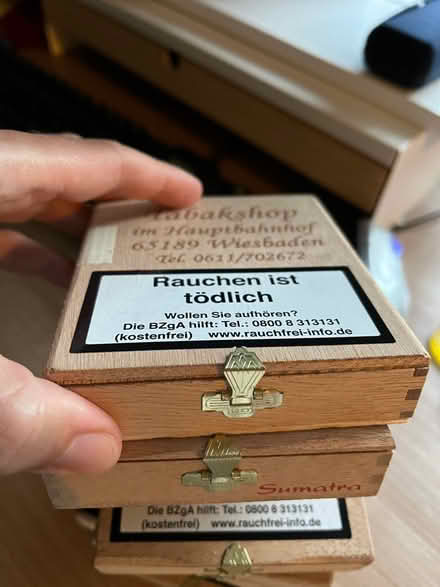 Tabakshop
im Hauptbahnhof
65189 Wiesbaden
Tel. 0611/702672
Rauchen ist
tödlich
Wollen Sie aufhören?
Die BZgA hilft: Tel.: 0800 8 313131
(kostenfrei) www.rauchfrei-info.de
Sumatra
Die BZgA hilft: Tel.: 0800 8 313131
(kostenfrei) www.rauchfrei-info.de